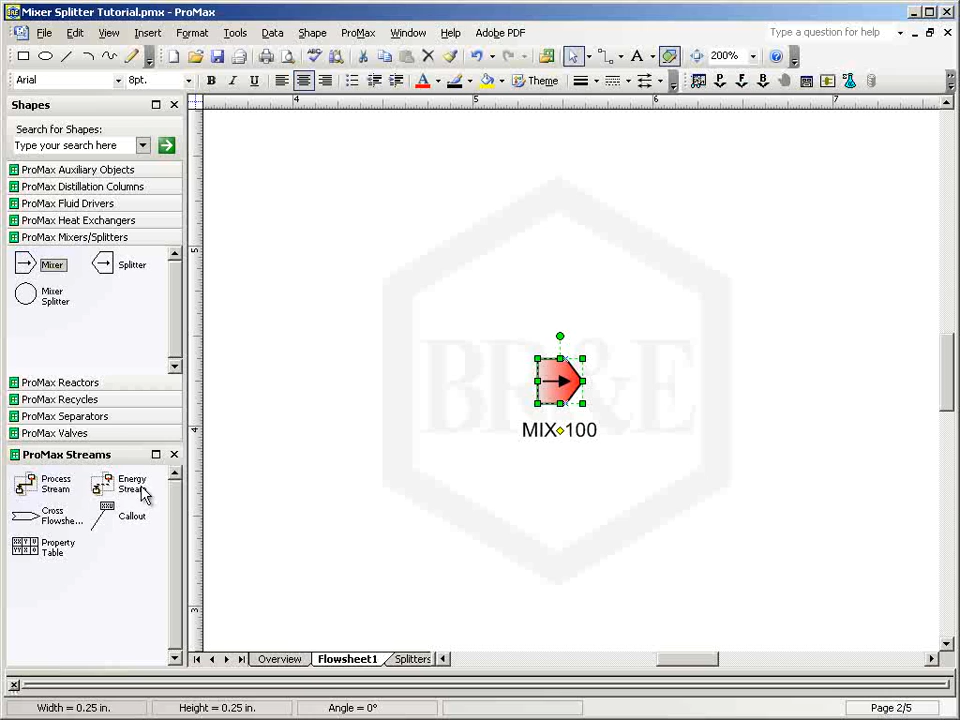 Mixer Splitter Tutorial.pmx - ProMax
File Edit View Insert Format Tools Data Shape ProMax Window Help Adobe PDF Type a question for help
200%
Arial 8pt. B I U A Theme
Shapes 4 5 6 7
Search for Shapes:
Type your search here
ProMax Auxiliary Objects
ProMax Distillation Columns
ProMax Fluid Drivers
ProMax Heat Exchangers
ProMax Mixers/Splitters
Mixer Splitter
Mixer
Splitter
ProMax Reactors
ProMax Recycles
ProMax Separators
ProMax Valves
ProMax Streams
Process
Stream
Energy
Stream
Cross
Flowshe...
Callout
Property
Table
5
4
3
BR&E
MIX-100
Overview Flowsheet1 Splitters
Width = 0.25 in. Height = 0.25 in. Angle = 0° Page 2/5